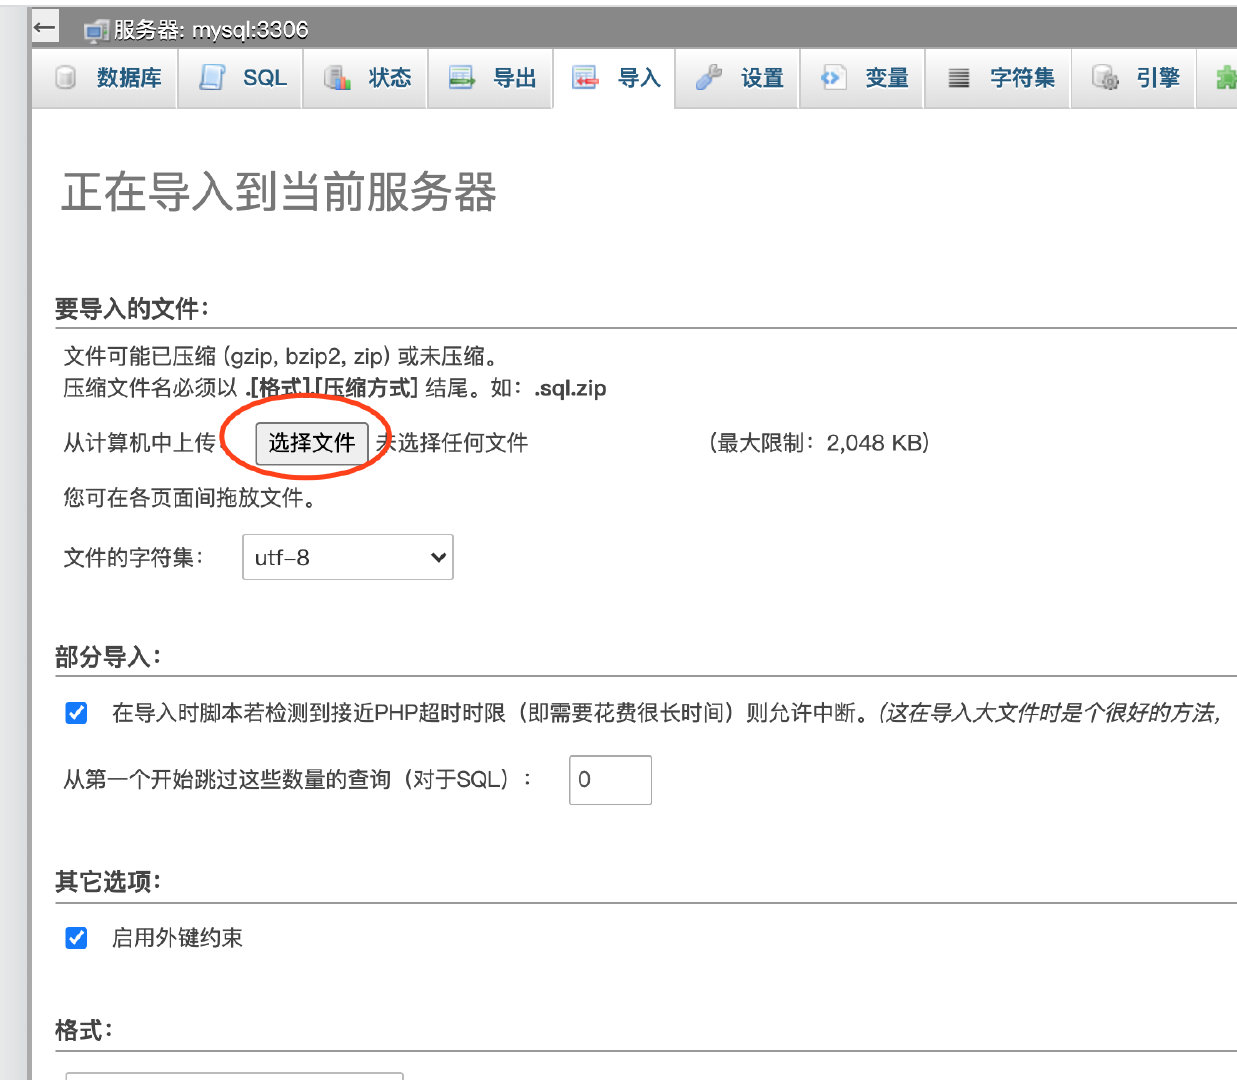 服务器: mysql:3306
数据库 SQL 状态 导出 导入 设置 变量 字符集 引擎
正在导入到当前服务器
要导入的文件：
文件可能已压缩 (gzip, bzip2, zip) 或未压缩。
压缩文件名必须以 .[格式].[压缩方式] 结尾。如：.sql.zip
从计算机中上传： 选择文件 未选择任何文件 （最大限制：2,048 KB）
您可在各页面间拖放文件。
文件的字符集： utf-8
部分导入：
在导入时脚本若检测到接近PHP超时时限（即需要花费很长时间）则允许中断。(这在导入大文件时是个很好的方法,
从第一个开始跳过这些数量的查询（对于SQL）： 0
其它选项：
启用外键约束
格式：